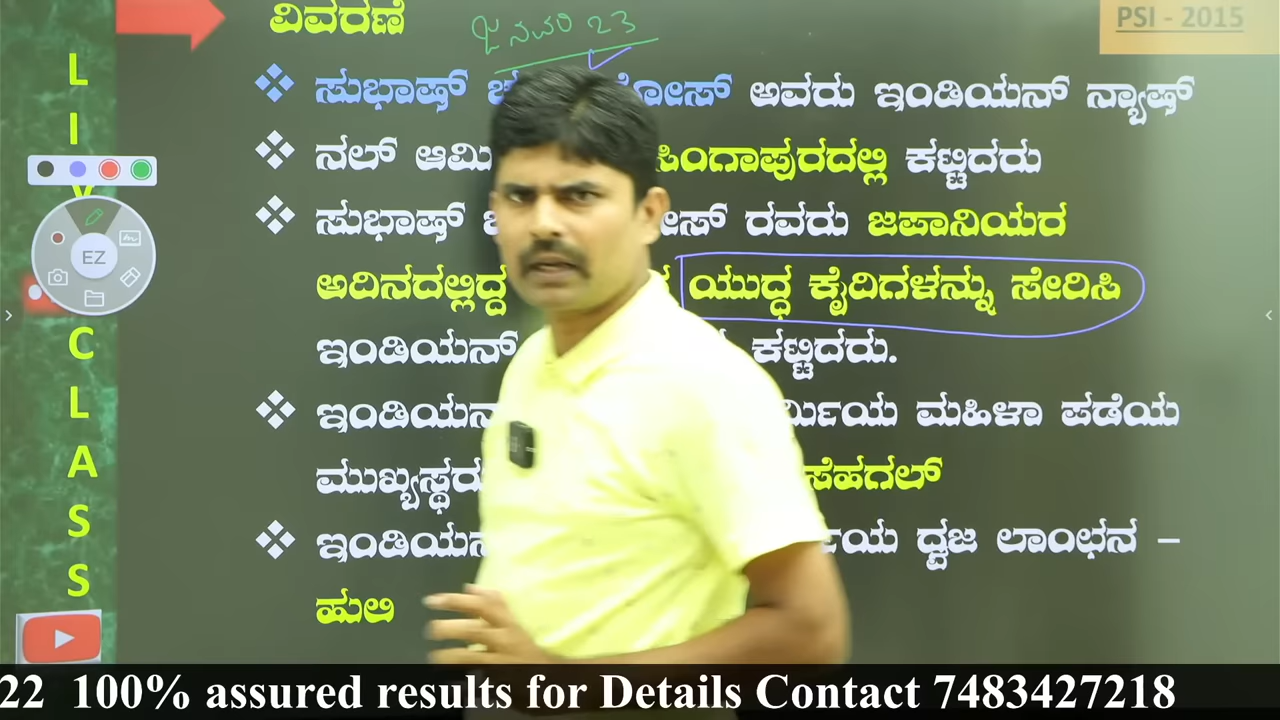 ವಿವರಣೆ
ಜನವರಿ 23
PSI - 2015
ಸುಭಾಷ್ ಅವರು ಇಂಡಿಯನ್ ನ್ಯಾಷ್
ನಲ್ ಆರ್ಮಿ ಸಿಂಗಾಪುರದಲ್ಲಿ ಕಟ್ಟಿದರು
ಸುಭಾಷ್ ರವರು ಜಪಾನಿಯರ
ಅದಿನದಲ್ಲಿದ್ದ ಯುದ್ಧ ಕೈದಿಗಳನ್ನು ಸೇರಿಸಿ
ಇಂಡಿಯನ್ ಕಟ್ಟಿದರು.
ಇಂಡಿಯನ ಮಹಿಳಾ ಪಡೆಯ
ಮುಖ್ಯಸ್ಥರು ಸೆಹಗಲ್
ಇಂಡಿಯನ ಧ್ವಜ ಲಾಂಛನ –
ಹುಲಿ
LIVE CLASS
EZ
22 100% assured results for Details Contact 7483427218